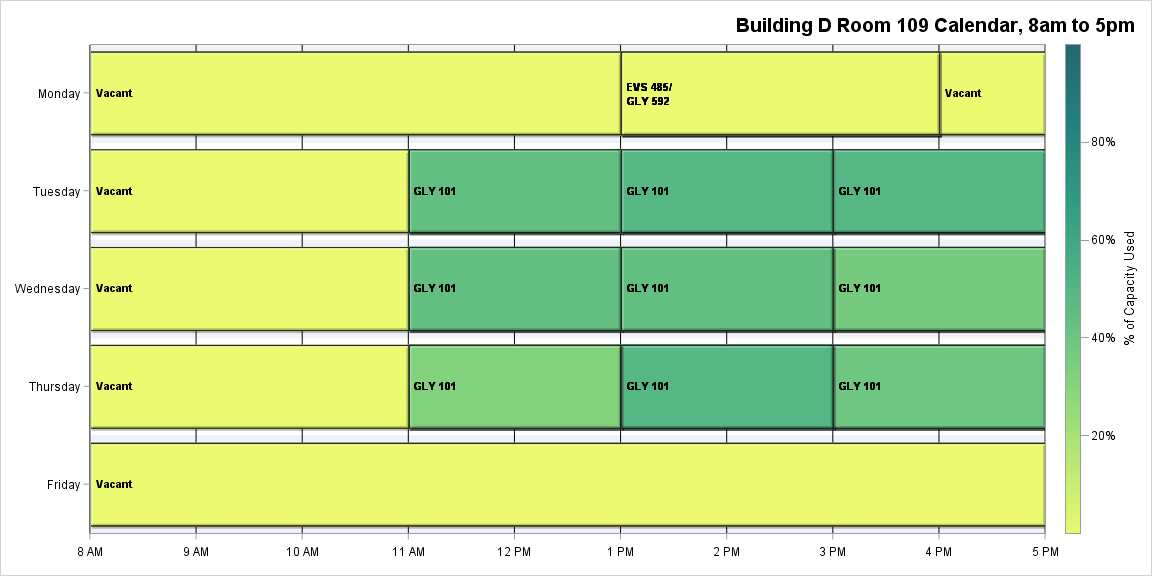 Building D Room 109 Calendar, 8am to 5pm
Monday
Vacant
EVS 485/
GLY 592
Vacant
Tuesday
Vacant
GLY 101
GLY 101
GLY 101
Wednesday
Vacant
GLY 101
GLY 101
GLY 101
Thursday
Vacant
GLY 101
GLY 101
GLY 101
Friday
Vacant
8 AM
9 AM
10 AM
11 AM
12 PM
1 PM
2 PM
3 PM
4 PM
5 PM
80%
60%
40%
20%
% of Capacity Used